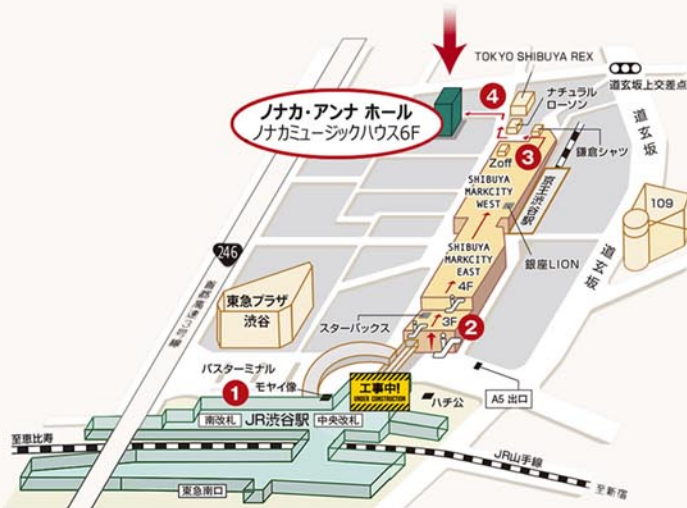 TOKYO SHIBUYA REX
道玄坂上交差点
ノナカ・アンナ ホール
ノナカミュージックハウス6F
4
ナチュラル
ローソン
道玄坂
鎌倉シャツ
3
Zoff
SHIBUYA
MARKCITY
WEST
京王渋谷駅
109
246
SHIBUYA
MARKCITY
EAST
銀座LION
道玄坂
4F
東急プラザ
渋谷
スターバックス
3F
2
バスターミナル
1
モヤイ像
工事中!
UNDER CONSTRUCTION
ハチ公
A5 出口
南改札
JR渋谷駅
中央改札
至恵比寿
JR山手線
東急南口
至新宿